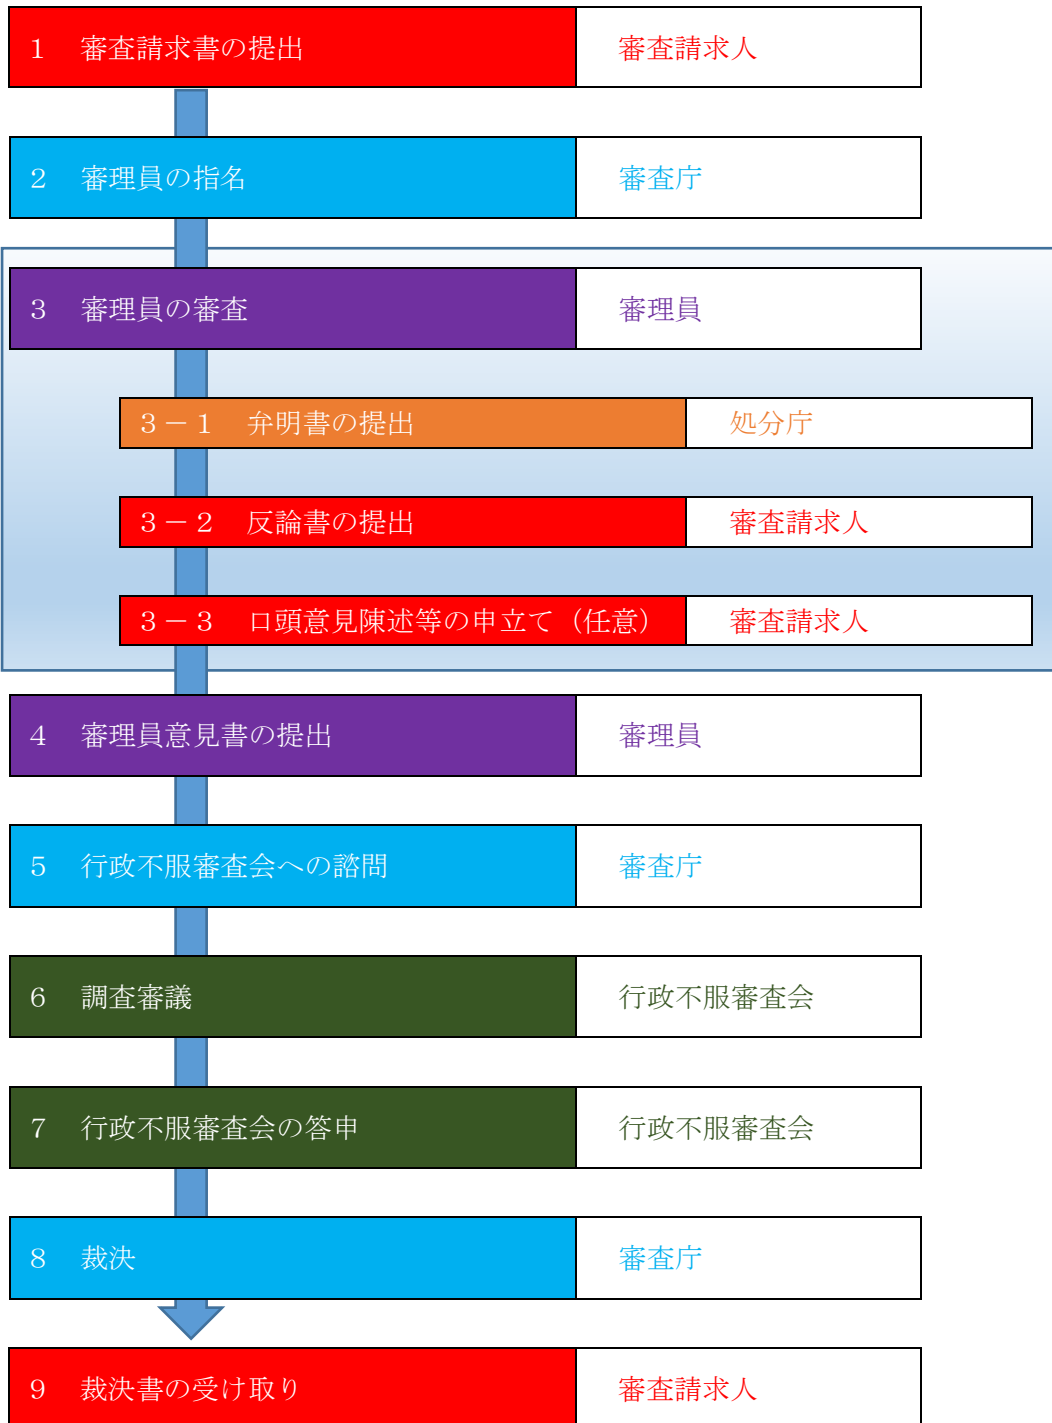 １　審査請求書の提出　審査請求人
２　審理員の指名　審査庁
３　審理員の審査　審理員
３－１　弁明書の提出　処分庁
３－２　反論書の提出　審査請求人
３－３　口頭意見陳述等の申立て（任意）　審査請求人
４　審理員意見書の提出　審理員
５　行政不服審査会への諮問　審査庁
６　調査審議　行政不服審査会
７　行政不服審査会の答申　行政不服審査会
８　裁決　審査庁
９　裁決書の受け取り　審査請求人